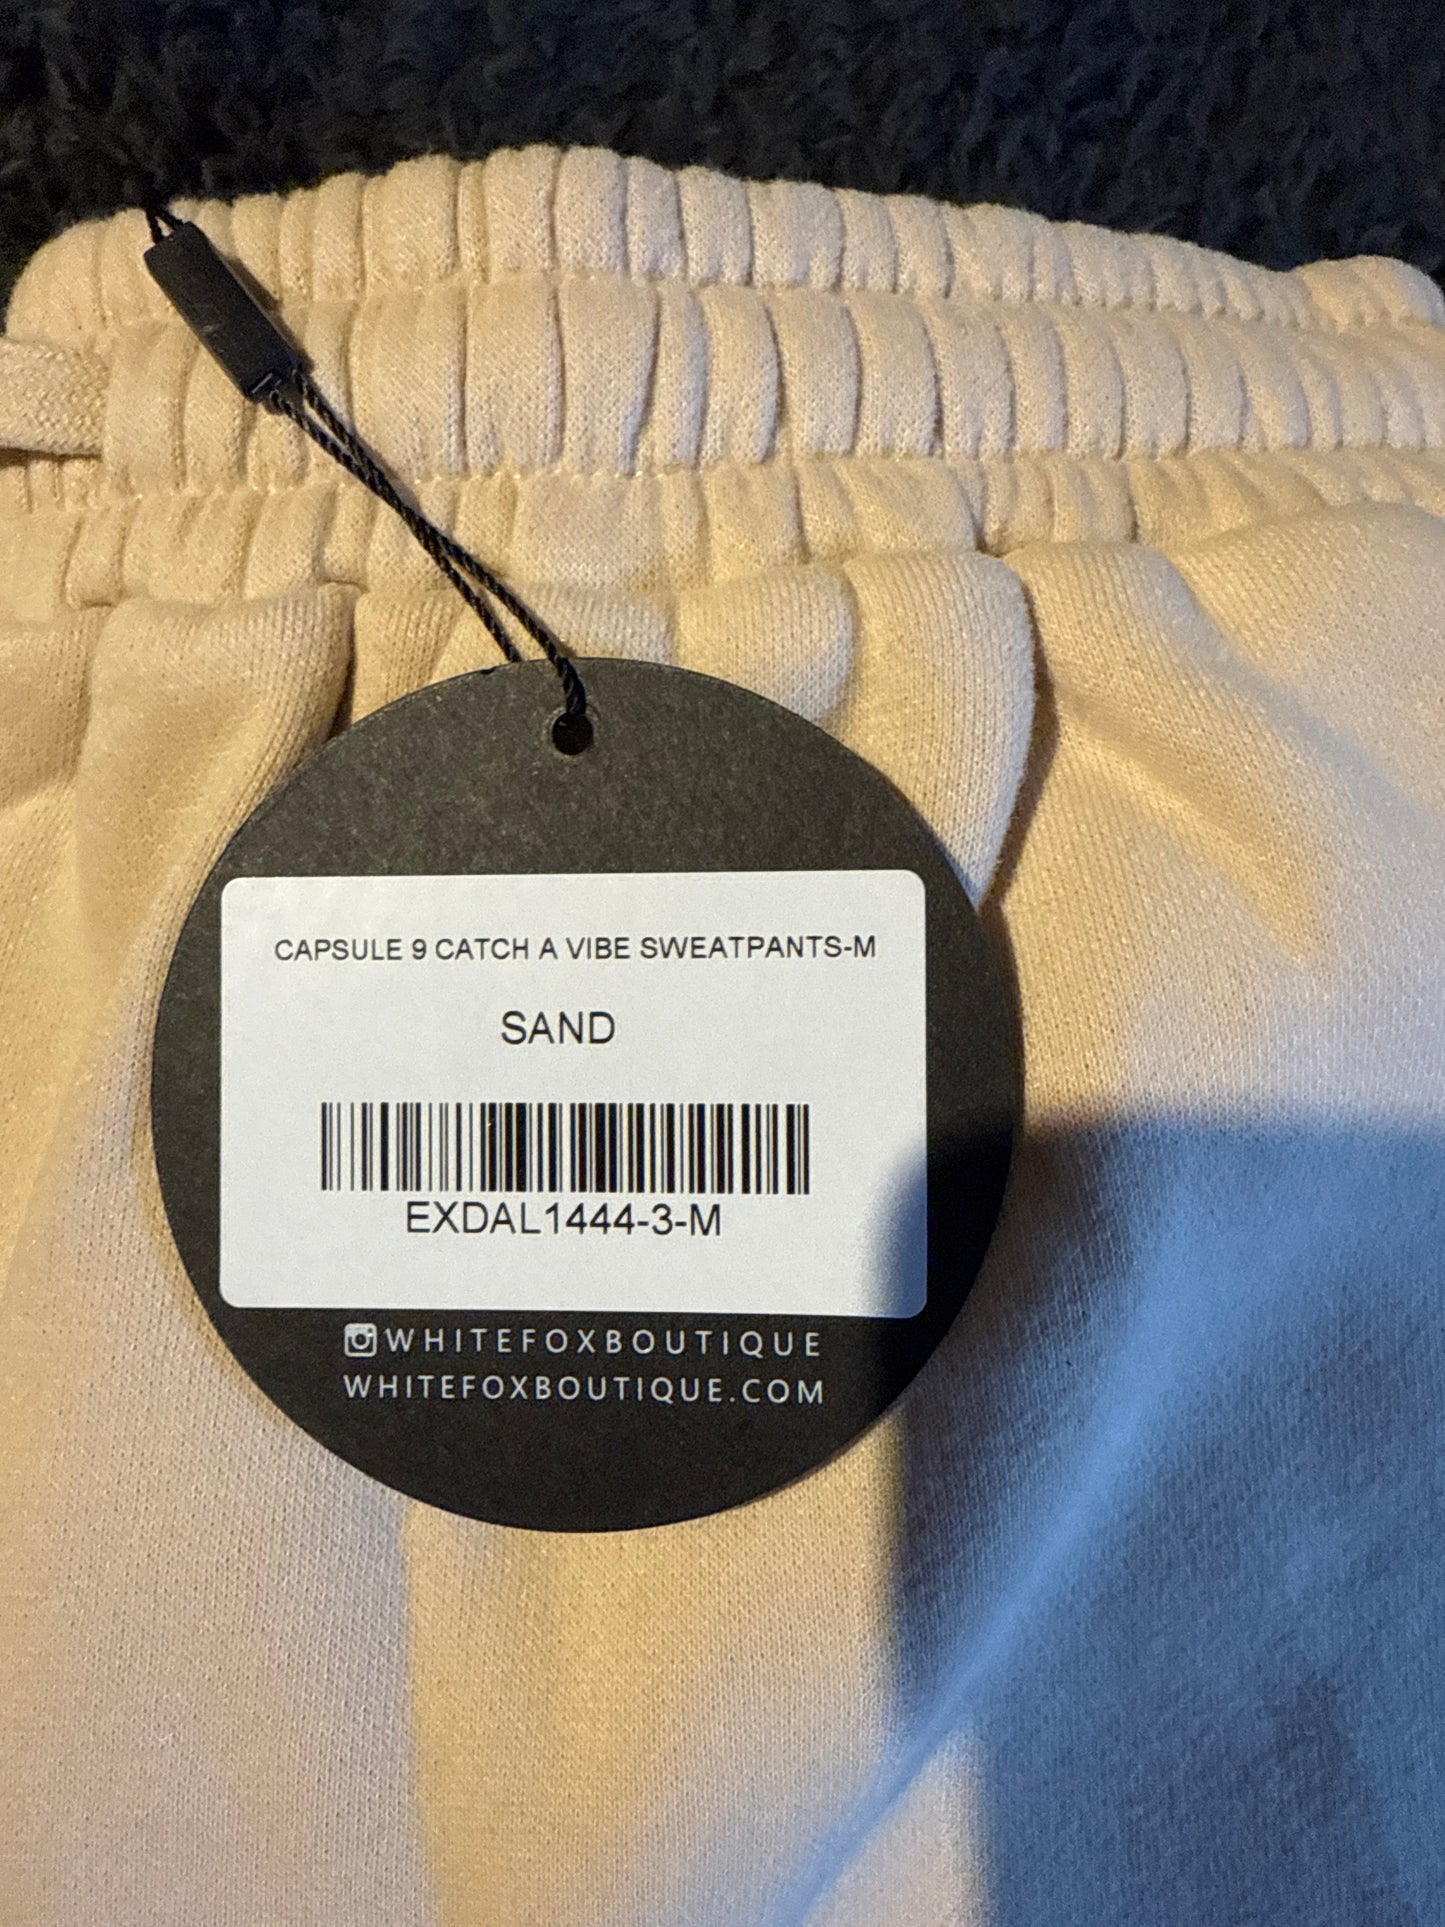 CAPSULE 9 CATCH A VIBE SWEATPANTS-M
SAND
EXDAL1444-3-M
WHITEFOXBOUTIQUE
WHITEFOXBOUTIQUE.COM